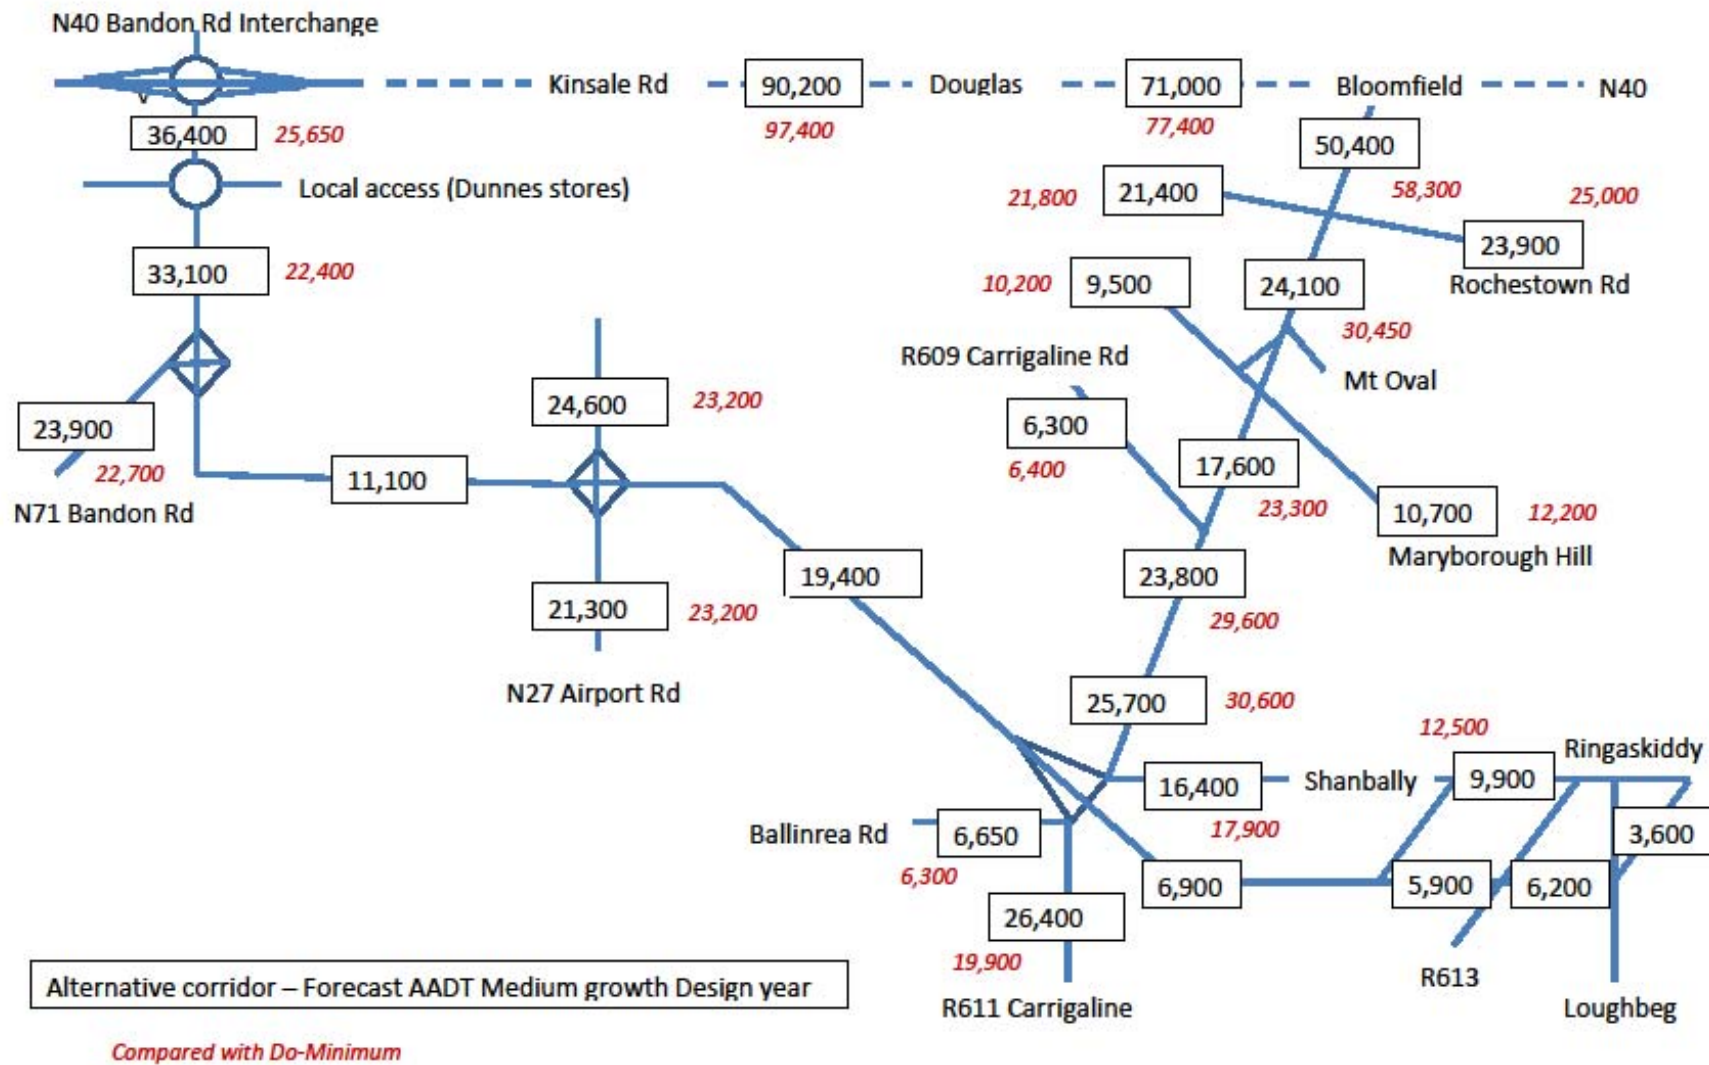 N40 Bandon Rd Interchange
Kinsale Rd
90,200
Douglas
71,000
Bloomfield
N40
97,400
77,400
36,400
25,650
50,400
Local access (Dunnes stores)
21,800
21,400
58,300
25,000
23,900
Rochestown Rd
33,100
22,400
10,200
9,500
24,100
30,450
R609 Carrigaline Rd
Mt Oval
24,600
23,200
6,300
6,400
23,900
22,700
N71 Bandon Rd
11,100
17,600
23,300
10,700
12,200
Maryborough Hill
19,400
23,800
29,600
21,300
23,200
N27 Airport Rd
25,700
30,600
12,500
Ringaskiddy
16,400
Shanbally
9,900
17,900
3,600
Ballinrea Rd
6,650
6,300
6,900
5,900
6,200
26,400
19,900
R611 Carrigaline
R613
Loughbeg
Alternative corridor – Forecast AADT Medium growth Design year
Compared with Do-Minimum